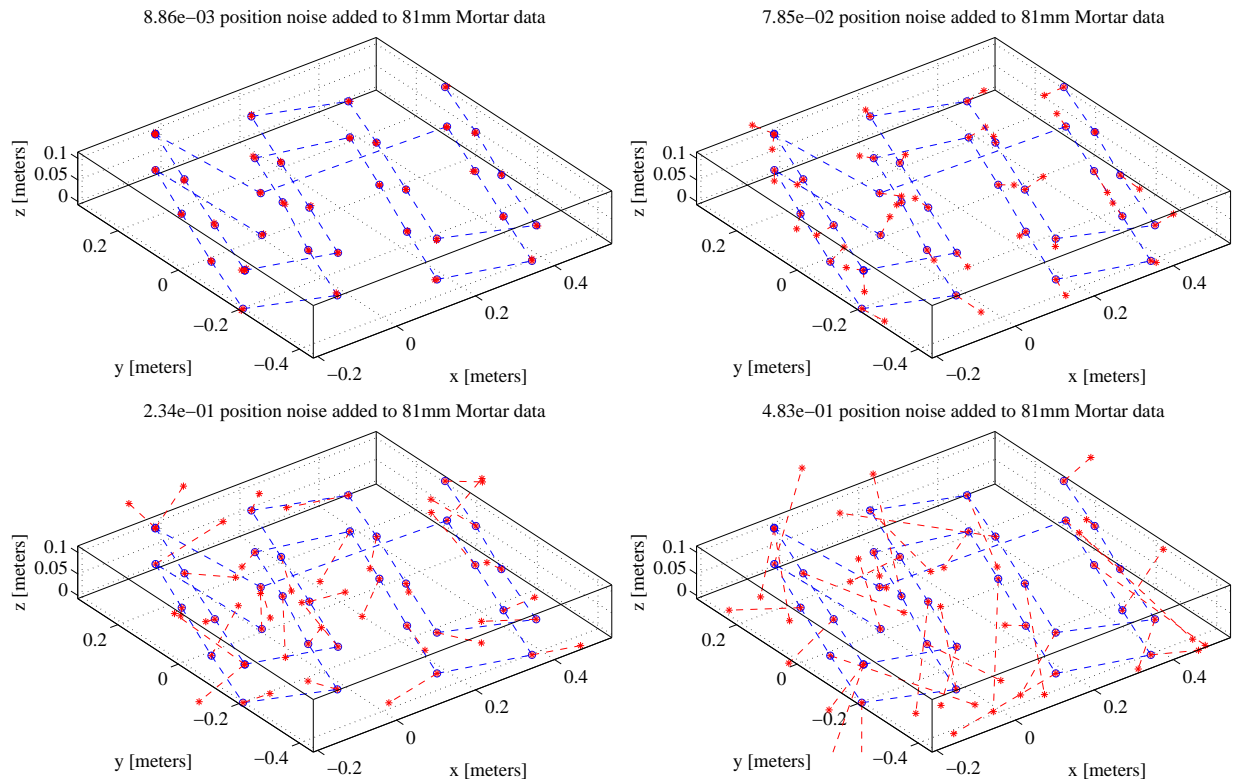 8.86e−03 position noise added to 81mm Mortar data
0.1
0.05
0
z [meters]
0.2
0
−0.2
−0.4
y [meters]
−0.2
0
0.2
0.4
x [meters]
7.85e−02 position noise added to 81mm Mortar data
0.1
0.05
0
z [meters]
0.2
0
−0.2
−0.4
y [meters]
−0.2
0
0.2
0.4
x [meters]
2.34e−01 position noise added to 81mm Mortar data
0.1
0.05
0
z [meters]
0.2
0
−0.2
−0.4
y [meters]
−0.2
0
0.2
0.4
x [meters]
4.83e−01 position noise added to 81mm Mortar data
0.1
0.05
0
z [meters]
0.2
0
−0.2
−0.4
y [meters]
−0.2
0
0.2
0.4
x [meters]